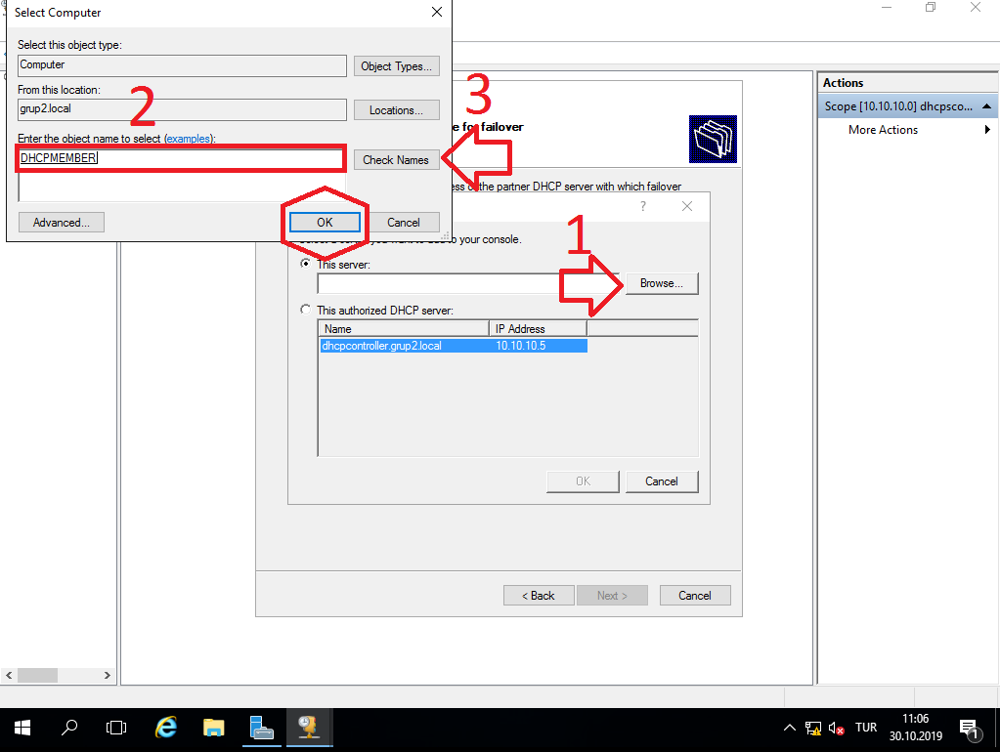 Select Computer
Select this object type:
Computer
Object Types...
From this location:
grup2.local
Locations...
2
3
Enter the object name to select (examples):
DHCPMEMBER
Check Names
Advanced...
OK
Cancel
e for failover
ess of the partner DHCP server with which failover
?
to your console.
1
This server:
Browse...
This authorized DHCP server:
Name
IP Address
dhcpcontroller.grup2.local
10.10.10.5
OK
Cancel
< Back
Next >
Cancel
Actions
Scope [10.10.10.0] dhcpsco...
More Actions
TUR
11:06
30.10.2019
1